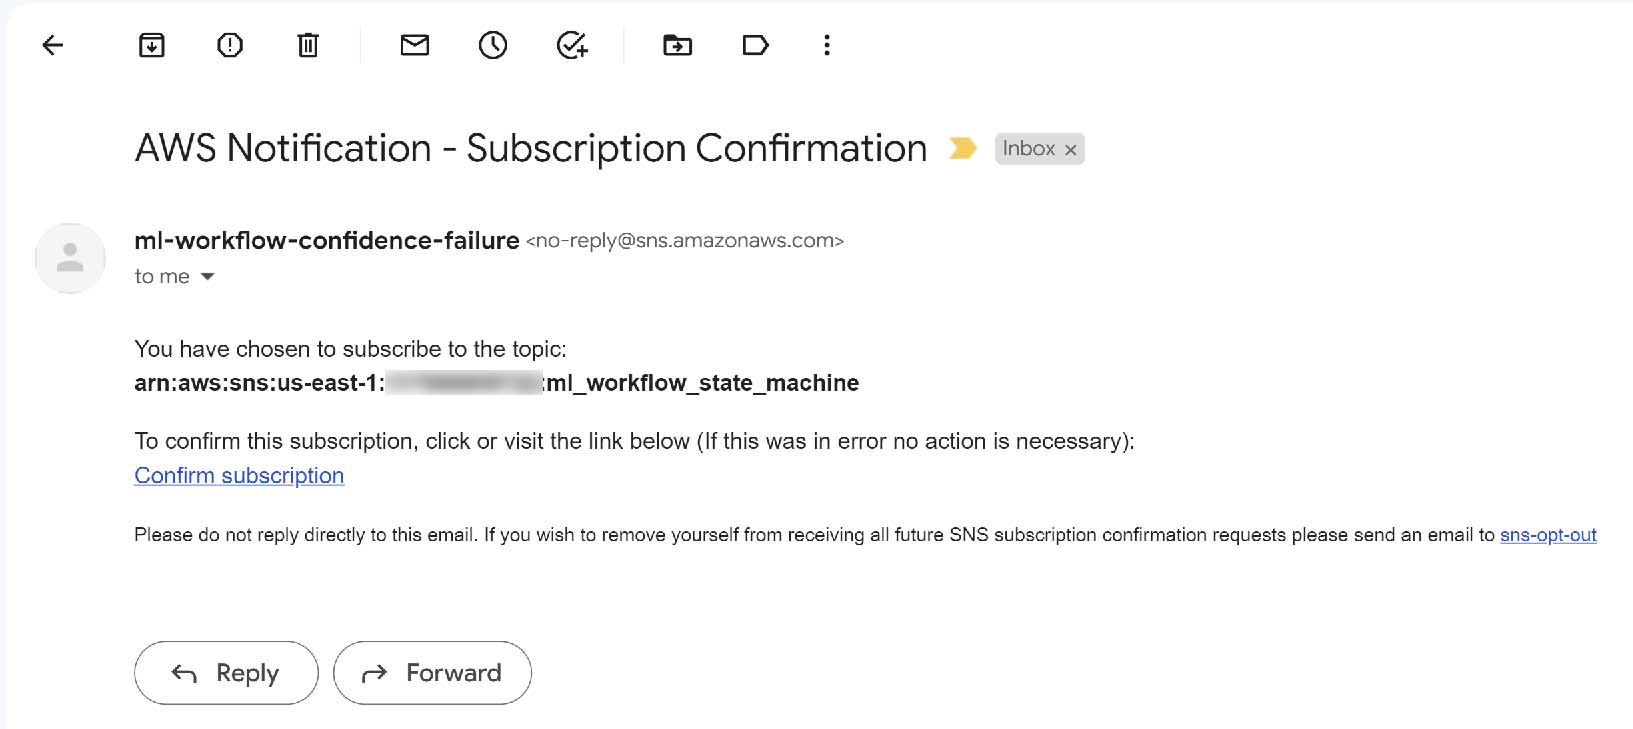 AWS Notification - Subscription Confirmation Inbox ×
ml-workflow-confidence-failure <no-reply@sns.amazonaws.com>
to me
You have chosen to subscribe to the topic:
arn:aws:sns:us-east-1: :ml_workflow_state_machine
To confirm this subscription, click or visit the link below (If this was in error no action is necessary):
Confirm subscription
Please do not reply directly to this email. If you wish to remove yourself from receiving all future SNS subscription confirmation requests please send an email to sns-opt-out
Reply Forward